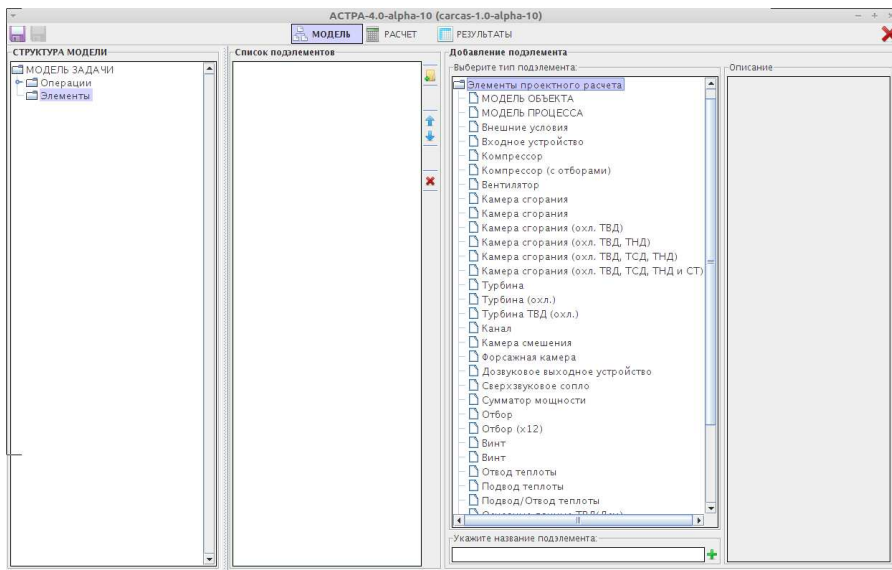 АСТРА-4.0-alpha-10 (carcas-1.0-alpha-10)
МОДЕЛЬ
РАСЧЕТ
РЕЗУЛЬТАТЫ
СТРУКТУРА МОДЕЛИ
МОДЕЛЬ ЗАДАЧИ
Операции
Элементы
Список подэлементов
Добавление подэлемента
Выберите тип подэлемента:
Элементы проектного расчета
МОДЕЛЬ ОБЪЕКТА
МОДЕЛЬ ПРОЦЕССА
Внешние условия
Входное устройство
Компрессор
Компрессор (с отборами)
Вентилятор
Камера сгорания
Камера сгорания
Камера сгорания (охл. ТВД)
Камера сгорания (охл. ТВД, ТНД)
Камера сгорания (охл. ТВД, ТСД, ТНД)
Камера сгорания (охл. ТВД, ТСД, ТНД и СТ)
Турбина
Турбина (охл.)
Турбина ТВД (охл.)
Канал
Камера смешения
Форсажная камера
Дозвуковое выходное устройство
Сверхзвуковое сопло
Сумматор мощности
Отбор
Отбор (x12)
Винт
Винт
Отвод теплоты
Подвод теплоты
Подвод/Отвод теплоты
Укажите название подэлемента:
Описание